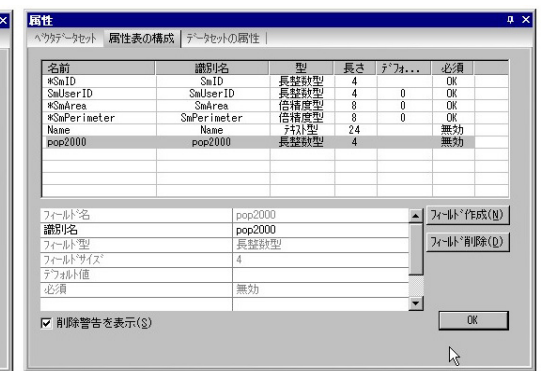 属性
ベクタデータセット 属性表の構成 データセットの属性
名前 識別名 型 長さ デフォ... 必須
*SmID SmID 長整数型 4 OK
SmUserID SmUserID 長整数型 4 0 OK
*SmArea SmArea 倍精度型 8 0 OK
*SmPerimeter SmPerimeter 倍精度型 8 0 OK
Name Name テキスト型 24 無効
pop2000 pop2000 長整数型 4 無効
フィールド名 pop2000
識別名 pop2000
フィールド型 長整数型
フィールドサイズ 4
デフォルト値
必須 無効
フィールド作成(N)
フィールド削除(D)
削除警告を表示(S)
OK